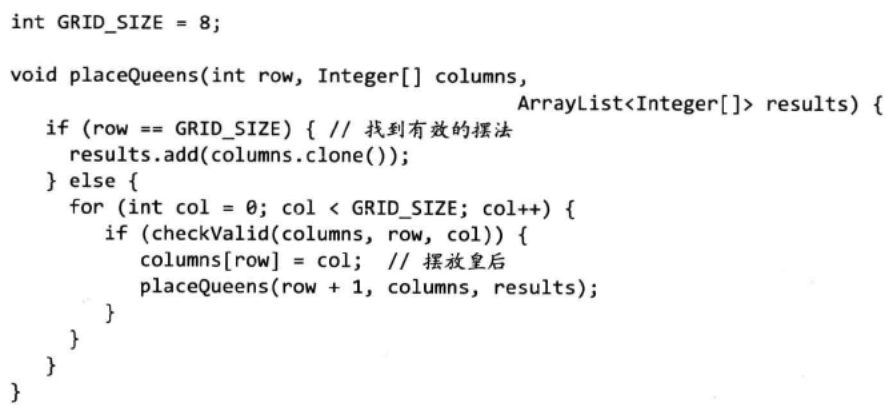 int GRID_SIZE = 8;
void placeQueens(int row, Integer[] columns,
ArrayList<Integer[]> results) {
if (row == GRID_SIZE) { // 找到有效的摆法
results.add(columns.clone());
} else {
for (int col = 0; col < GRID_SIZE; col++) {
if (checkValid(columns, row, col)) {
columns[row] = col; // 摆放皇后
placeQueens(row + 1, columns, results);
}
}
}
}